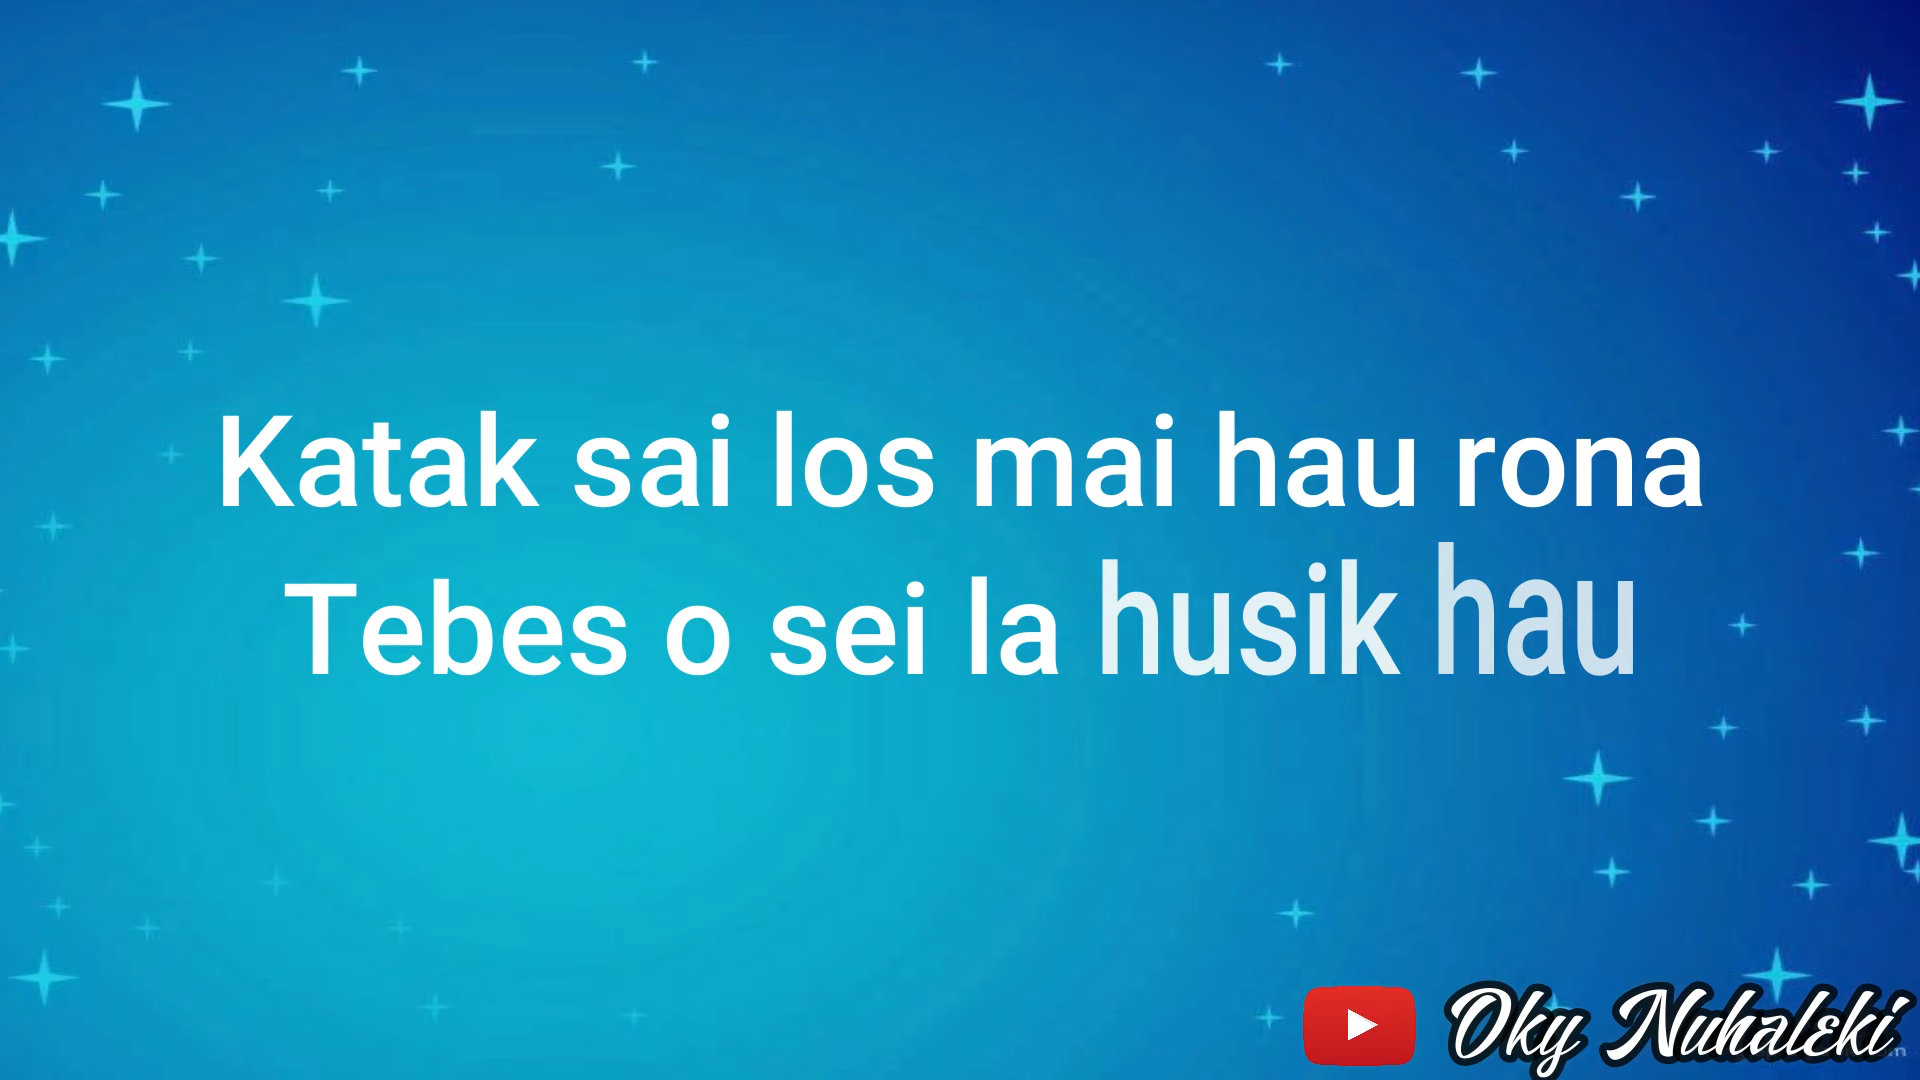 Katak sai los mai hau rona
Tebes o sei la husik hau
Oky Nuhaleki